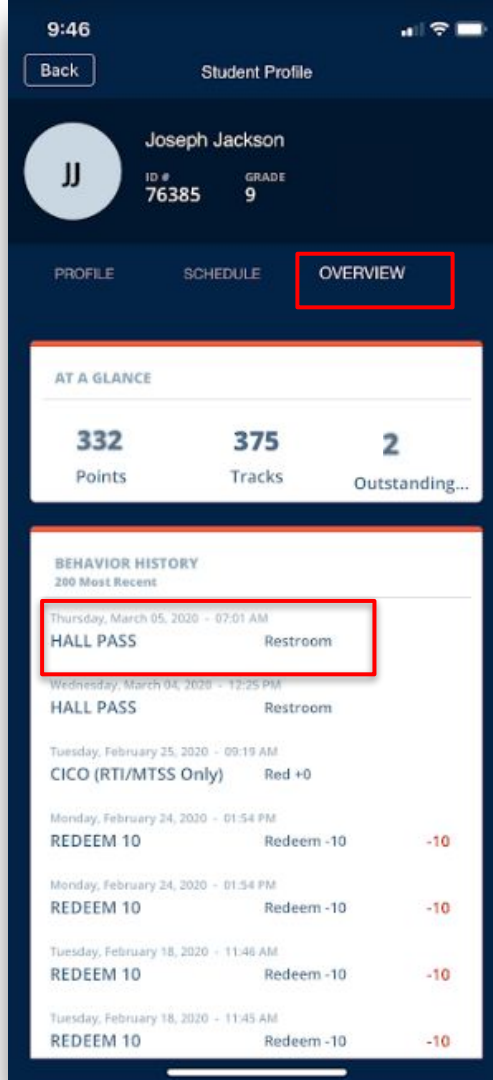 9:46
Back Student Profile
JJ
Joseph Jackson
ID # GRADE
76385 9
PROFILE SCHEDULE OVERVIEW
AT A GLANCE
332 375 2
Points Tracks Outstanding...
BEHAVIOR HISTORY
200 Most Recent
Thursday, March 05, 2020 - 07:01 AM
HALL PASS Restroom
Wednesday, March 04, 2020 - 12:25 PM
HALL PASS Restroom
Tuesday, February 25, 2020 - 09:19 AM
CICO (RTI/MTSS Only) Red +0
Monday, February 24, 2020 - 01:54 PM
REDEEM 10 Redeem -10 -10
Monday, February 24, 2020 - 01:54 PM
REDEEM 10 Redeem -10 -10
Tuesday, February 18, 2020 - 11:46 AM
REDEEM 10 Redeem -10 -10
Tuesday, February 18, 2020 - 11:45 AM
REDEEM 10 Redeem -10 -10